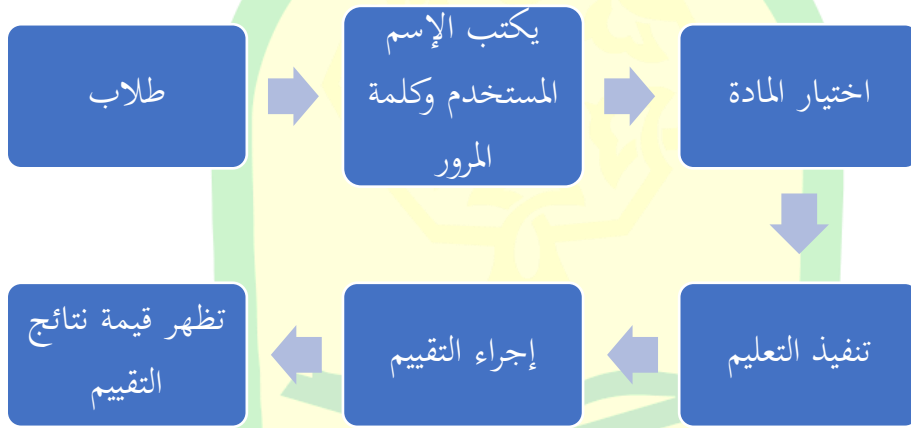 طلاب
يكتب الإسم
المستخدم وكلمة
المرور
اختيار المادة
تنفيذ التعليم
إجراء التقييم
تظهر قيمة نتائج
التقييم